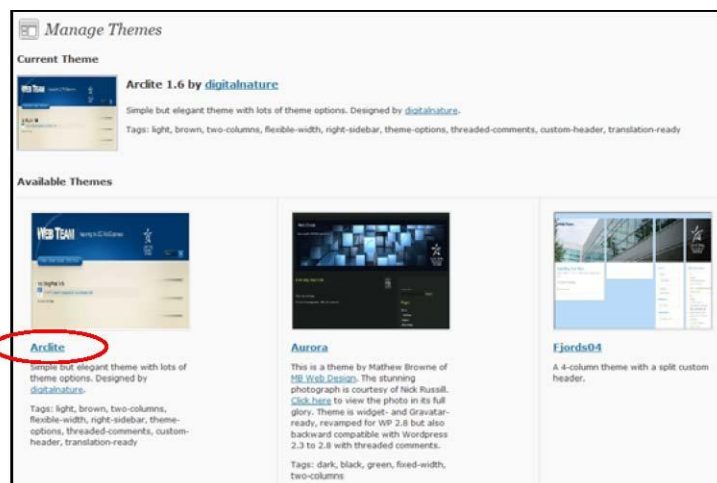 Manage Themes
Current Theme
Arclite 1.6 by digitalnature
Simple but elegant theme with lots of theme options. Designed by digitalnature.
Tags: light, brown, two-columns, flexible-width, right-sidebar, theme-options, threaded-comments, custom-header, translation-ready
Available Themes
WEB TEAM
WEB TEAM
Arclite
Simple but elegant theme with lots of
theme options. Designed by
digitalnature.
Tags: light, brown, two-columns,
flexible-width, right-sidebar, theme-
options, threaded-comments, custom-
header, translation-ready
Aurora
This is a theme by Mathew Browne of
MB Web Design. The stunning
photograph is courtesy of Nick Russill.
Click here to view the photo in its full
glory. Theme is widget- and Gravatar-
ready, revamped for WP 2.8 but also
backward compatible with Wordpress
2.3 to 2.8 with threaded comments.
Tags: dark, black, green, fixed-width,
two-columns
Fjords04
A 4-column theme with a split custom
header.